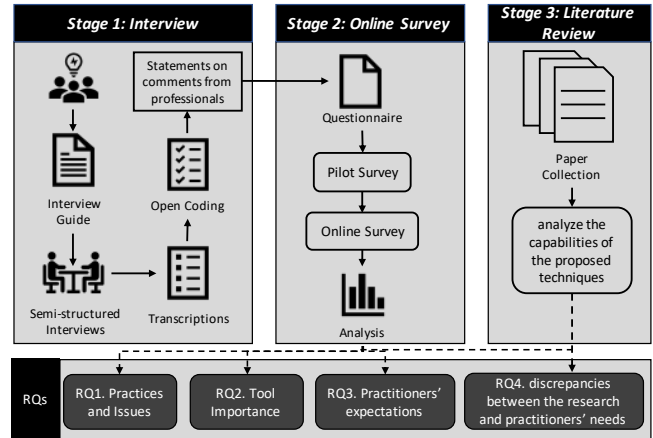 Stage 1: Interview
Statements on
comments from
professionals
Interview
Guide
Open Coding
Semi-structured
Interviews
Transcriptions
Stage 2: Online Survey
Questionnaire
Pilot Survey
Online Survey
Analysis
Stage 3: Literature
Review
Paper
Collection
analyze the
capabilities of
the proposed
techniques
RQs
RQ1. Practices
and Issues
RQ2. Tool
Importance
RQ3. Practitioners’
expectations
RQ4. discrepancies
between the research
and practitioners’ needs